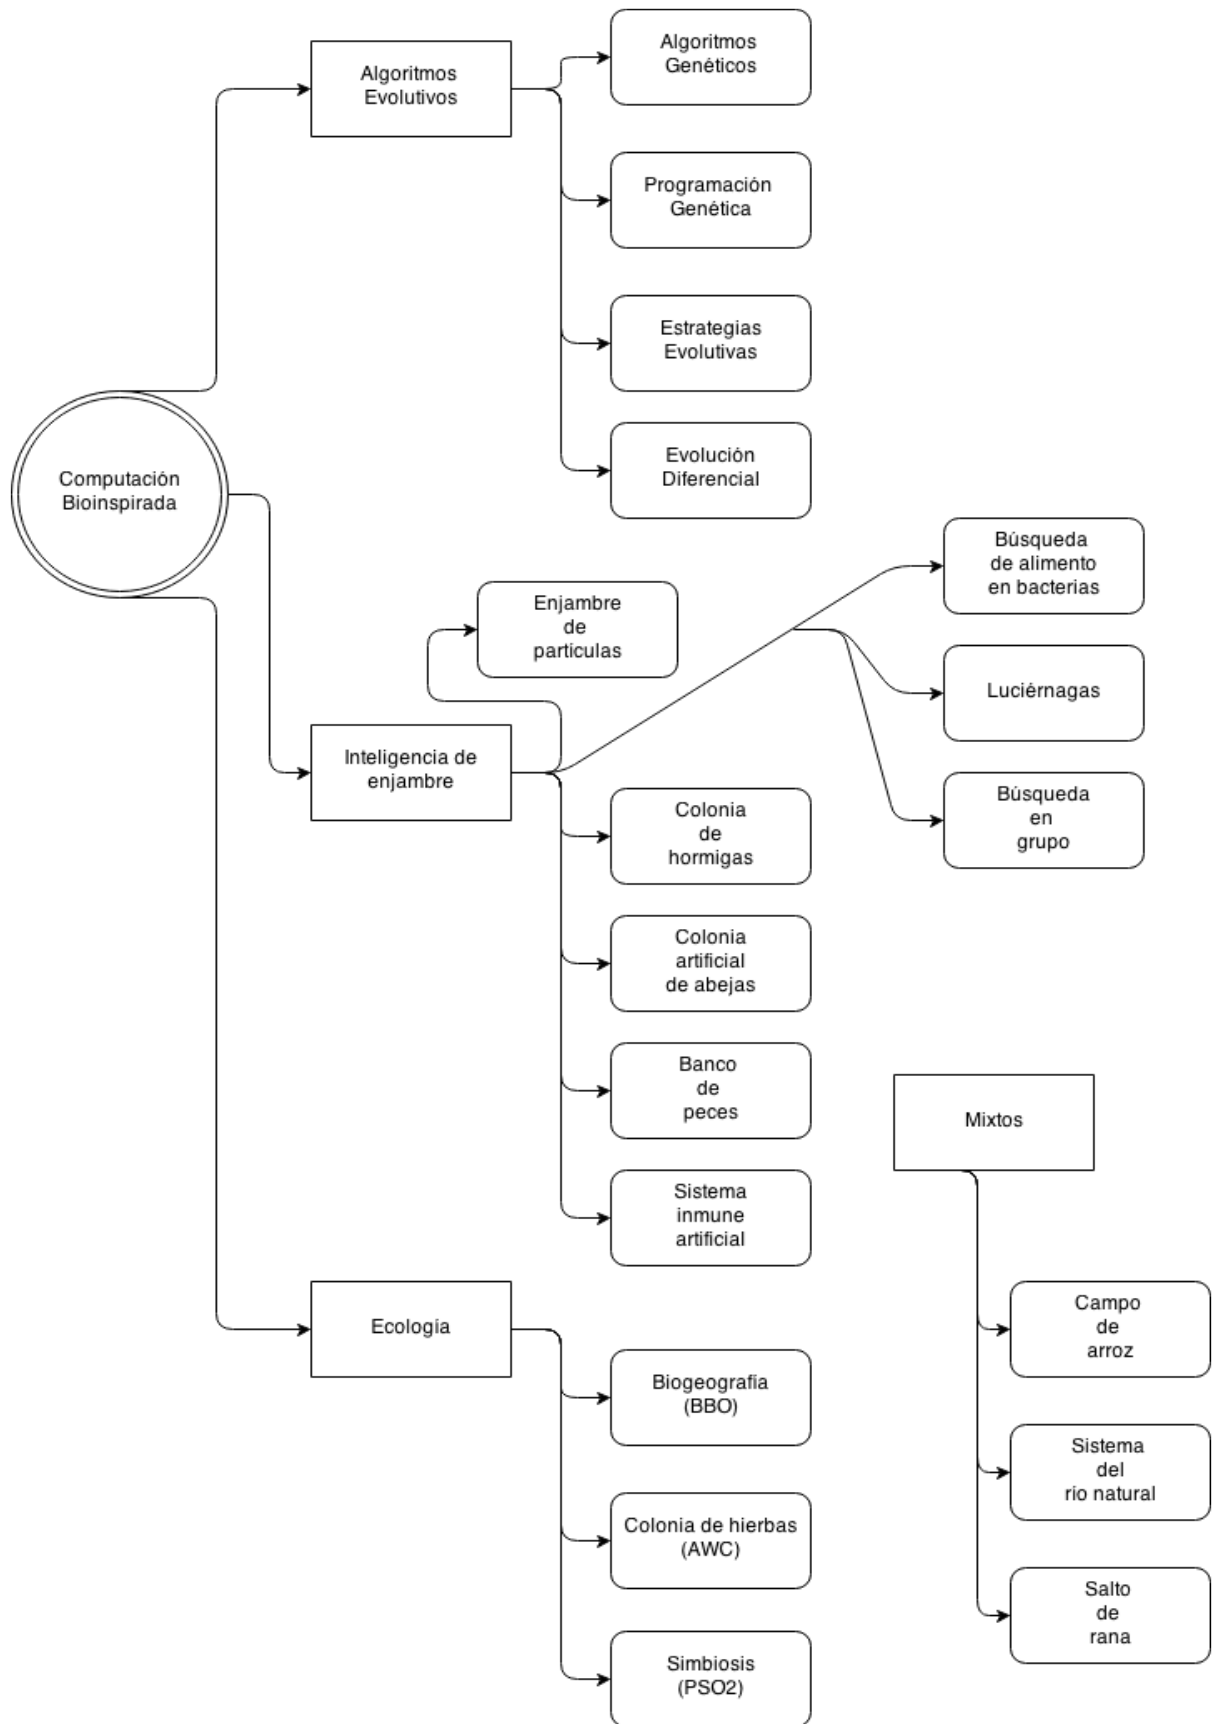 Algoritmos
Genéticos
Algoritmos
Evolutivos
Programación
Genética
Estrategias
Evolutivas
Evolución
Diferencial
Computación
Bioinspirada
Búsqueda
de alimento
en bacterias
Enjambre
de
particulas
Luciérnagas
Inteligencia de
enjambre
Búsqueda
en
grupo
Colonia
de
hormigas
Colonia
artificial
de abejas
Banco
de
peces
Mixtos
Sistema
inmune
artificial
Ecología
Campo
de
arroz
Biogeografía
(BBO)
Sistema
del
rio natural
Colonia de hierbas
(AWC)
Salto
de
rana
Simbiosis
(PSO2)